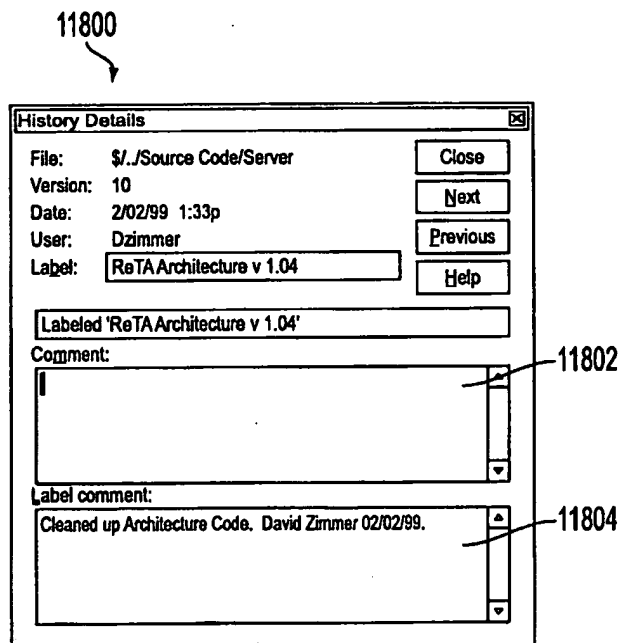 11800
History Details
File: $/../Source Code/Server
Close
Version: 10
Next
Date: 2/02/99 1:33p
User: Dzimmer
Previous
Label: ReTA Architecture v 1.04
Help
Labeled 'ReTA Architecture v 1.04'
Comment:
11802
Label comment:
Cleaned up Architecture Code. David Zimmer 02/02/99.
11804